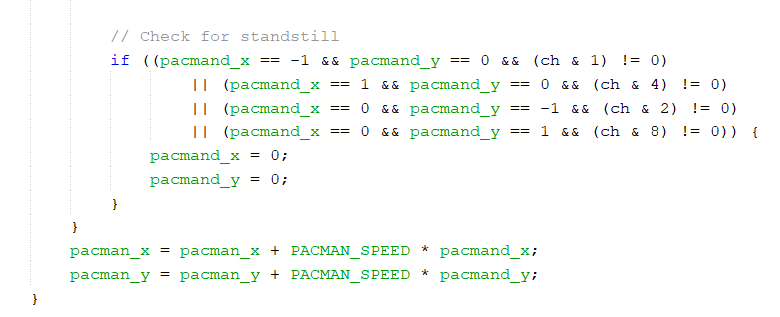 // Check for standstill
if ((pacmand_x == -1 && pacmand_y == 0 && (ch & 1) != 0)
|| (pacmand_x == 1 && pacmand_y == 0 && (ch & 4) != 0)
|| (pacmand_x == 0 && pacmand_y == -1 && (ch & 2) != 0)
|| (pacmand_x == 0 && pacmand_y == 1 && (ch & 8) != 0)) {
pacmand_x = 0;
pacmand_y = 0;
}
}
pacman_x = pacman_x + PACMAN_SPEED * pacmand_x;
pacman_y = pacman_y + PACMAN_SPEED * pacmand_y;
}